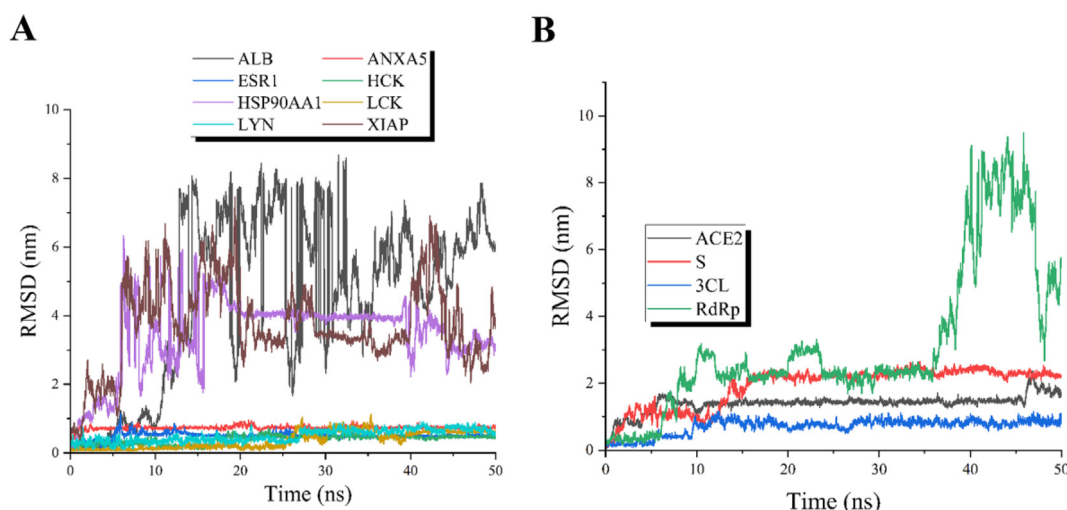 A
ALB ANXA5
ESR1 HCK
HSP90AA1 LCK
LYN XIAP
10
8
6
4
2
0
RMSD (nm)
0 10 20 30 40 50
Time (ns)
B
ACE2
S
3CL
RdRp
10
8
6
4
2
0
RMSD (nm)
0 10 20 30 40 50
Time (ns)